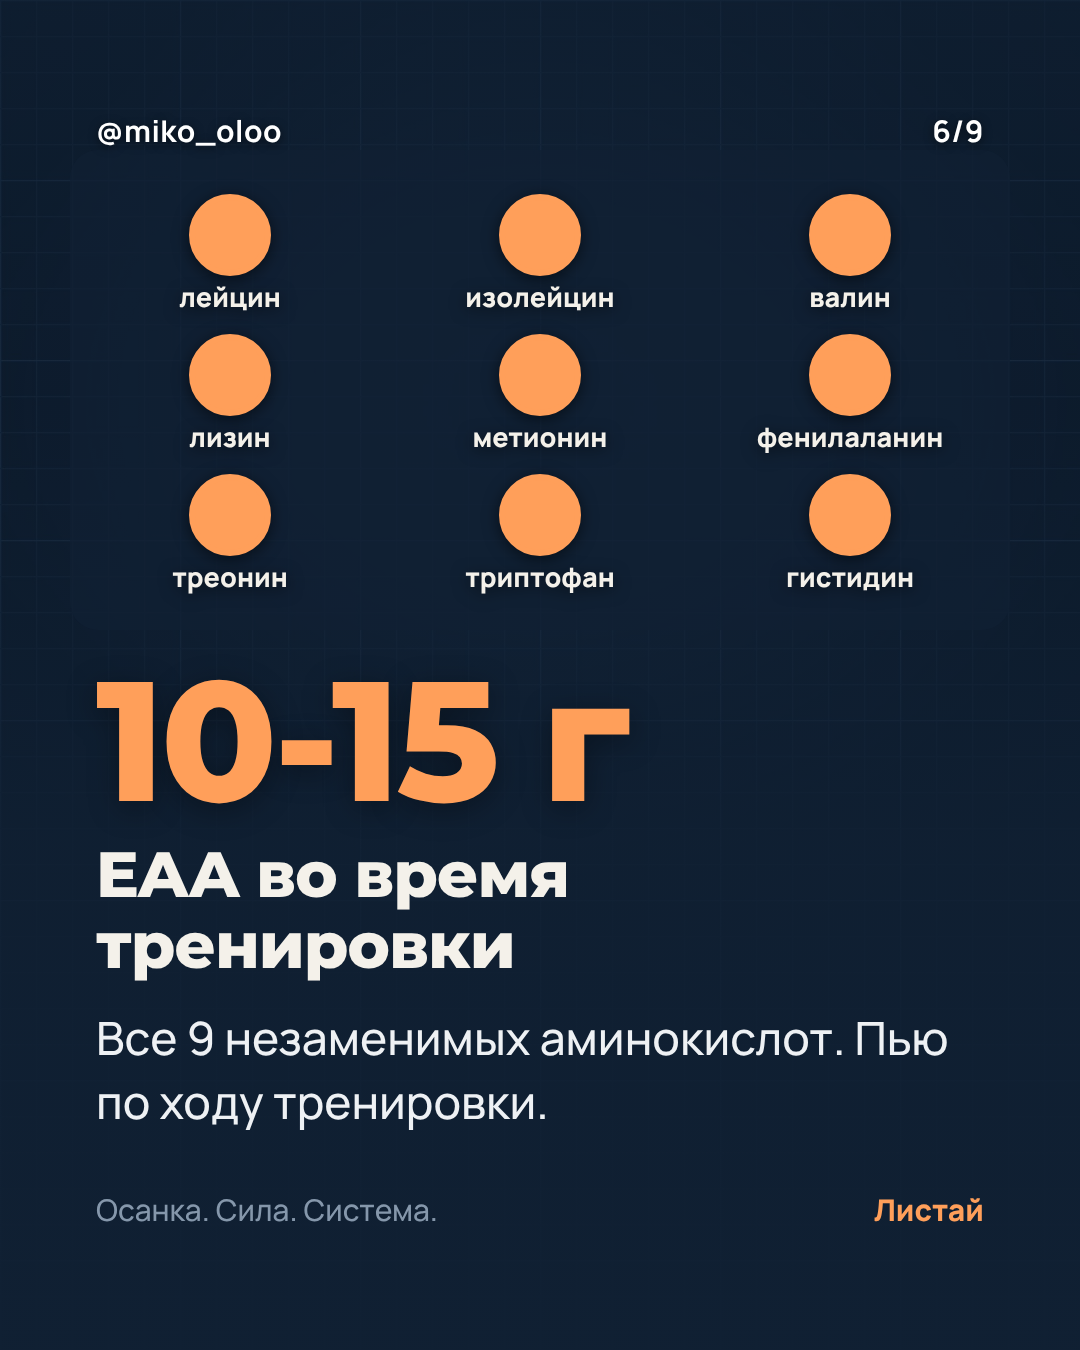 @miko_oloo
6/9
лейцин
изолейцин
валин
лизин
метионин
фенилаланин
треонин
триптофан
гистидин
10-15 г
EAA во время
тренировки
Все 9 незаменимых аминокислот. Пью
по ходу тренировки.
Осанка. Сила. Система.
Листай